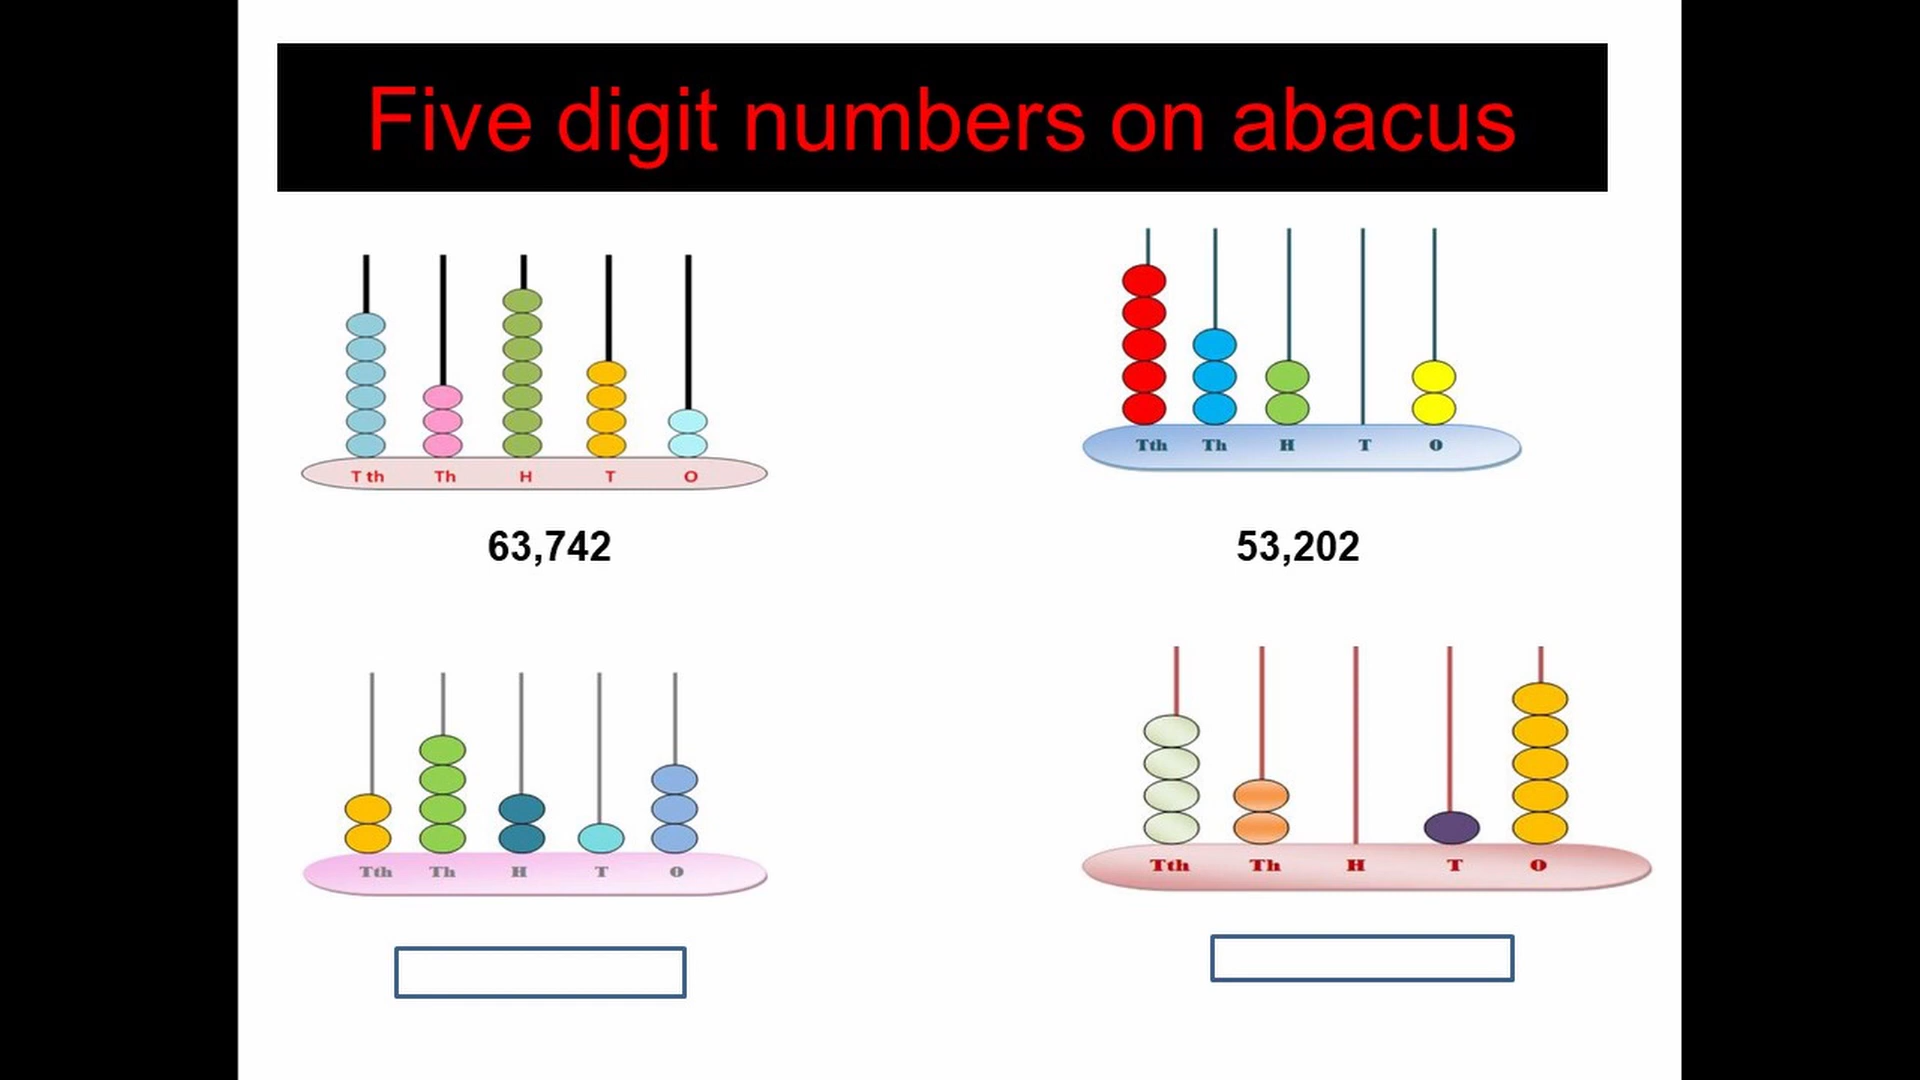 Five digit numbers on abacus
T th Th H T O
Tth Th H T O
63,742
53,202
Tth Th H T O
Tth Th H T O